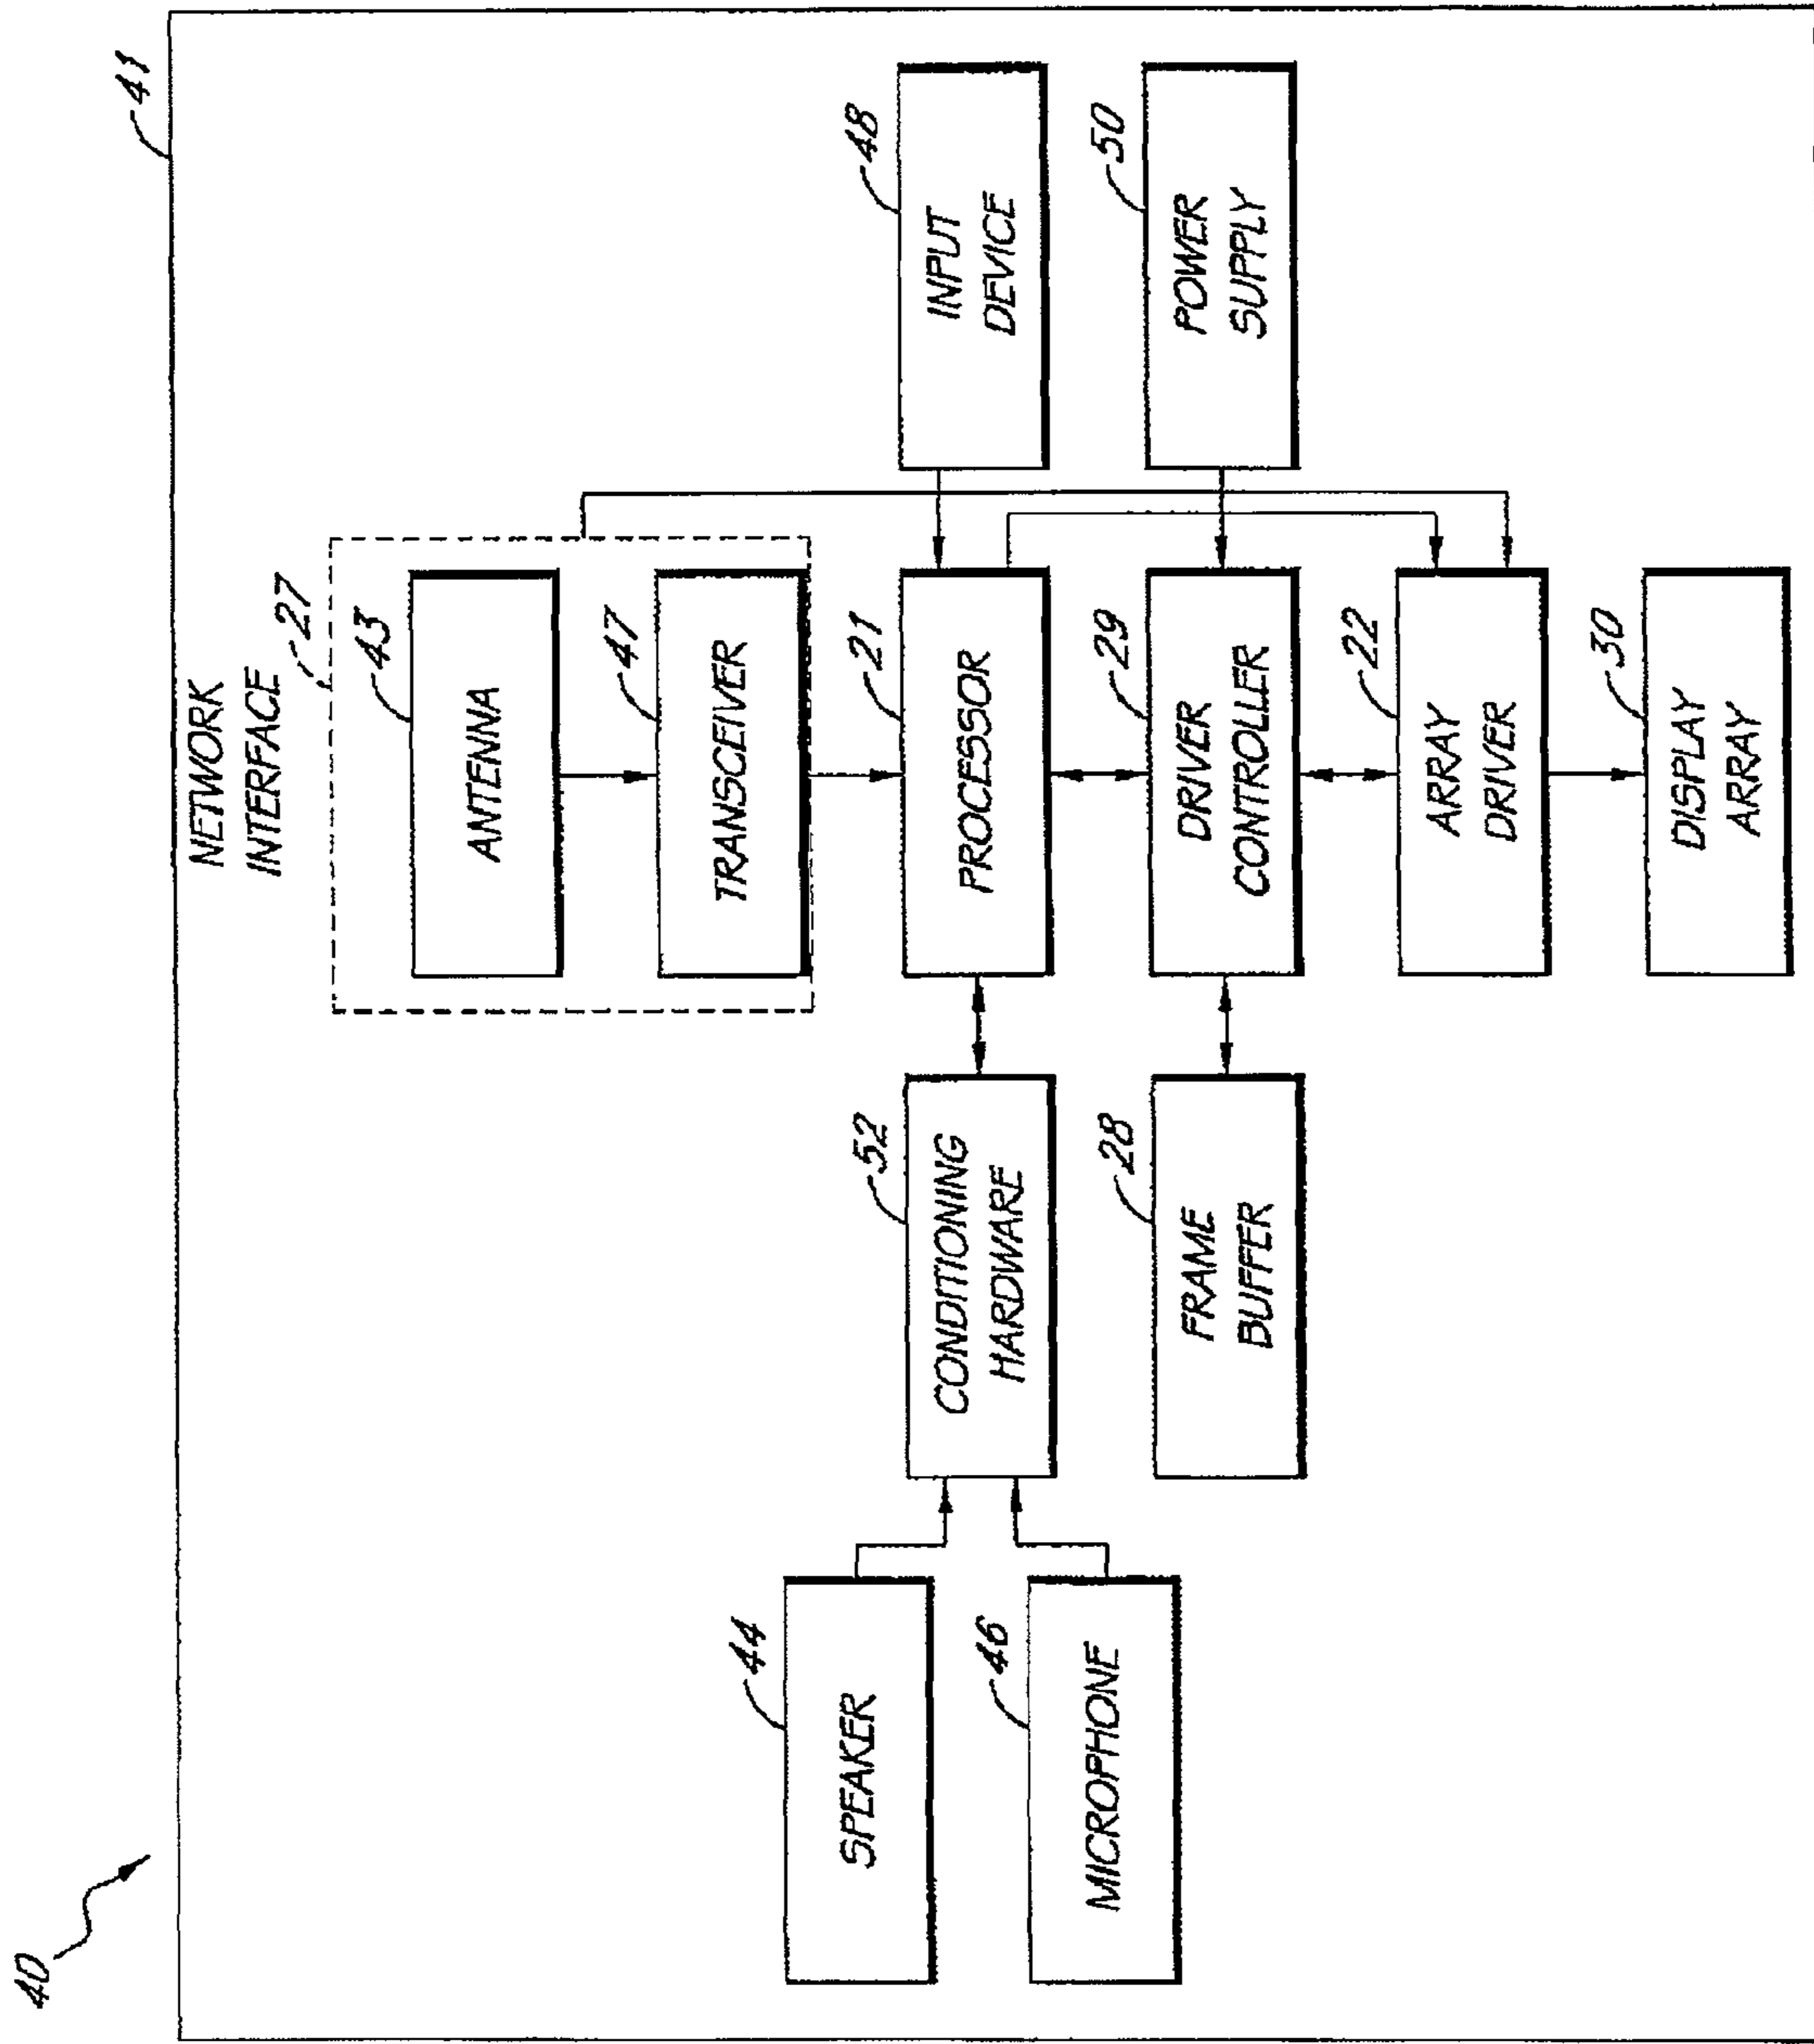 40
41
NETWORK
INTERFACE
27
43
ANTENNA
47
TRANSCEIVER
44
SPEAKER
52
CONDITIONING
HARDWARE
21
PROCESSOR
48
INPUT
DEVICE
46
MICROPHONE
28
FRAME
BUFFER
29
DRIVER
CONTROLLER
50
POWER
SUPPLY
22
ARRAY
DRIVER
30
DISPLAY
ARRAY